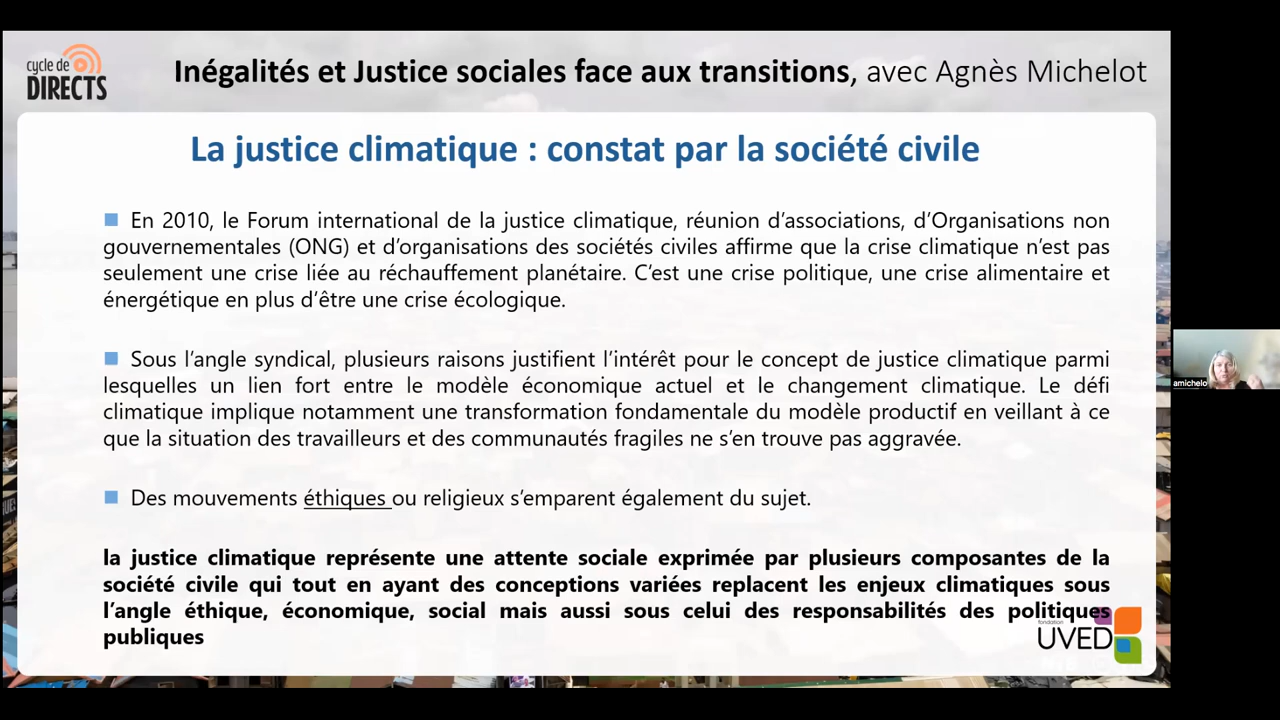 cycle de
DIRECTS
Inégalités et Justice sociales face aux transitions, avec Agnès Michelot
La justice climatique : constat par la société civile
En 2010, le Forum international de la justice climatique, réunion d’associations, d’Organisations non
gouvernementales (ONG) et d’organisations des sociétés civiles affirme que la crise climatique n’est pas
seulement une crise liée au réchauffement planétaire. C’est une crise politique, une crise alimentaire et
énergétique en plus d’être une crise écologique.
Sous l’angle syndical, plusieurs raisons justifient l’intérêt pour le concept de justice climatique parmi
lesquelles un lien fort entre le modèle économique actuel et le changement climatique. Le défi
climatique implique notamment une transformation fondamentale du modèle productif en veillant à ce
que la situation des travailleurs et des communautés fragiles ne s’en trouve pas aggravée.
Des mouvements éthiques ou religieux s’emparent également du sujet.
la justice climatique représente une attente sociale exprimée par plusieurs composantes de la
société civile qui tout en ayant des conceptions variées replacent les enjeux climatiques sous
l’angle éthique, économique, social mais aussi sous celui des responsabilités des politiques
publiques
fondation
UVED
amichelo